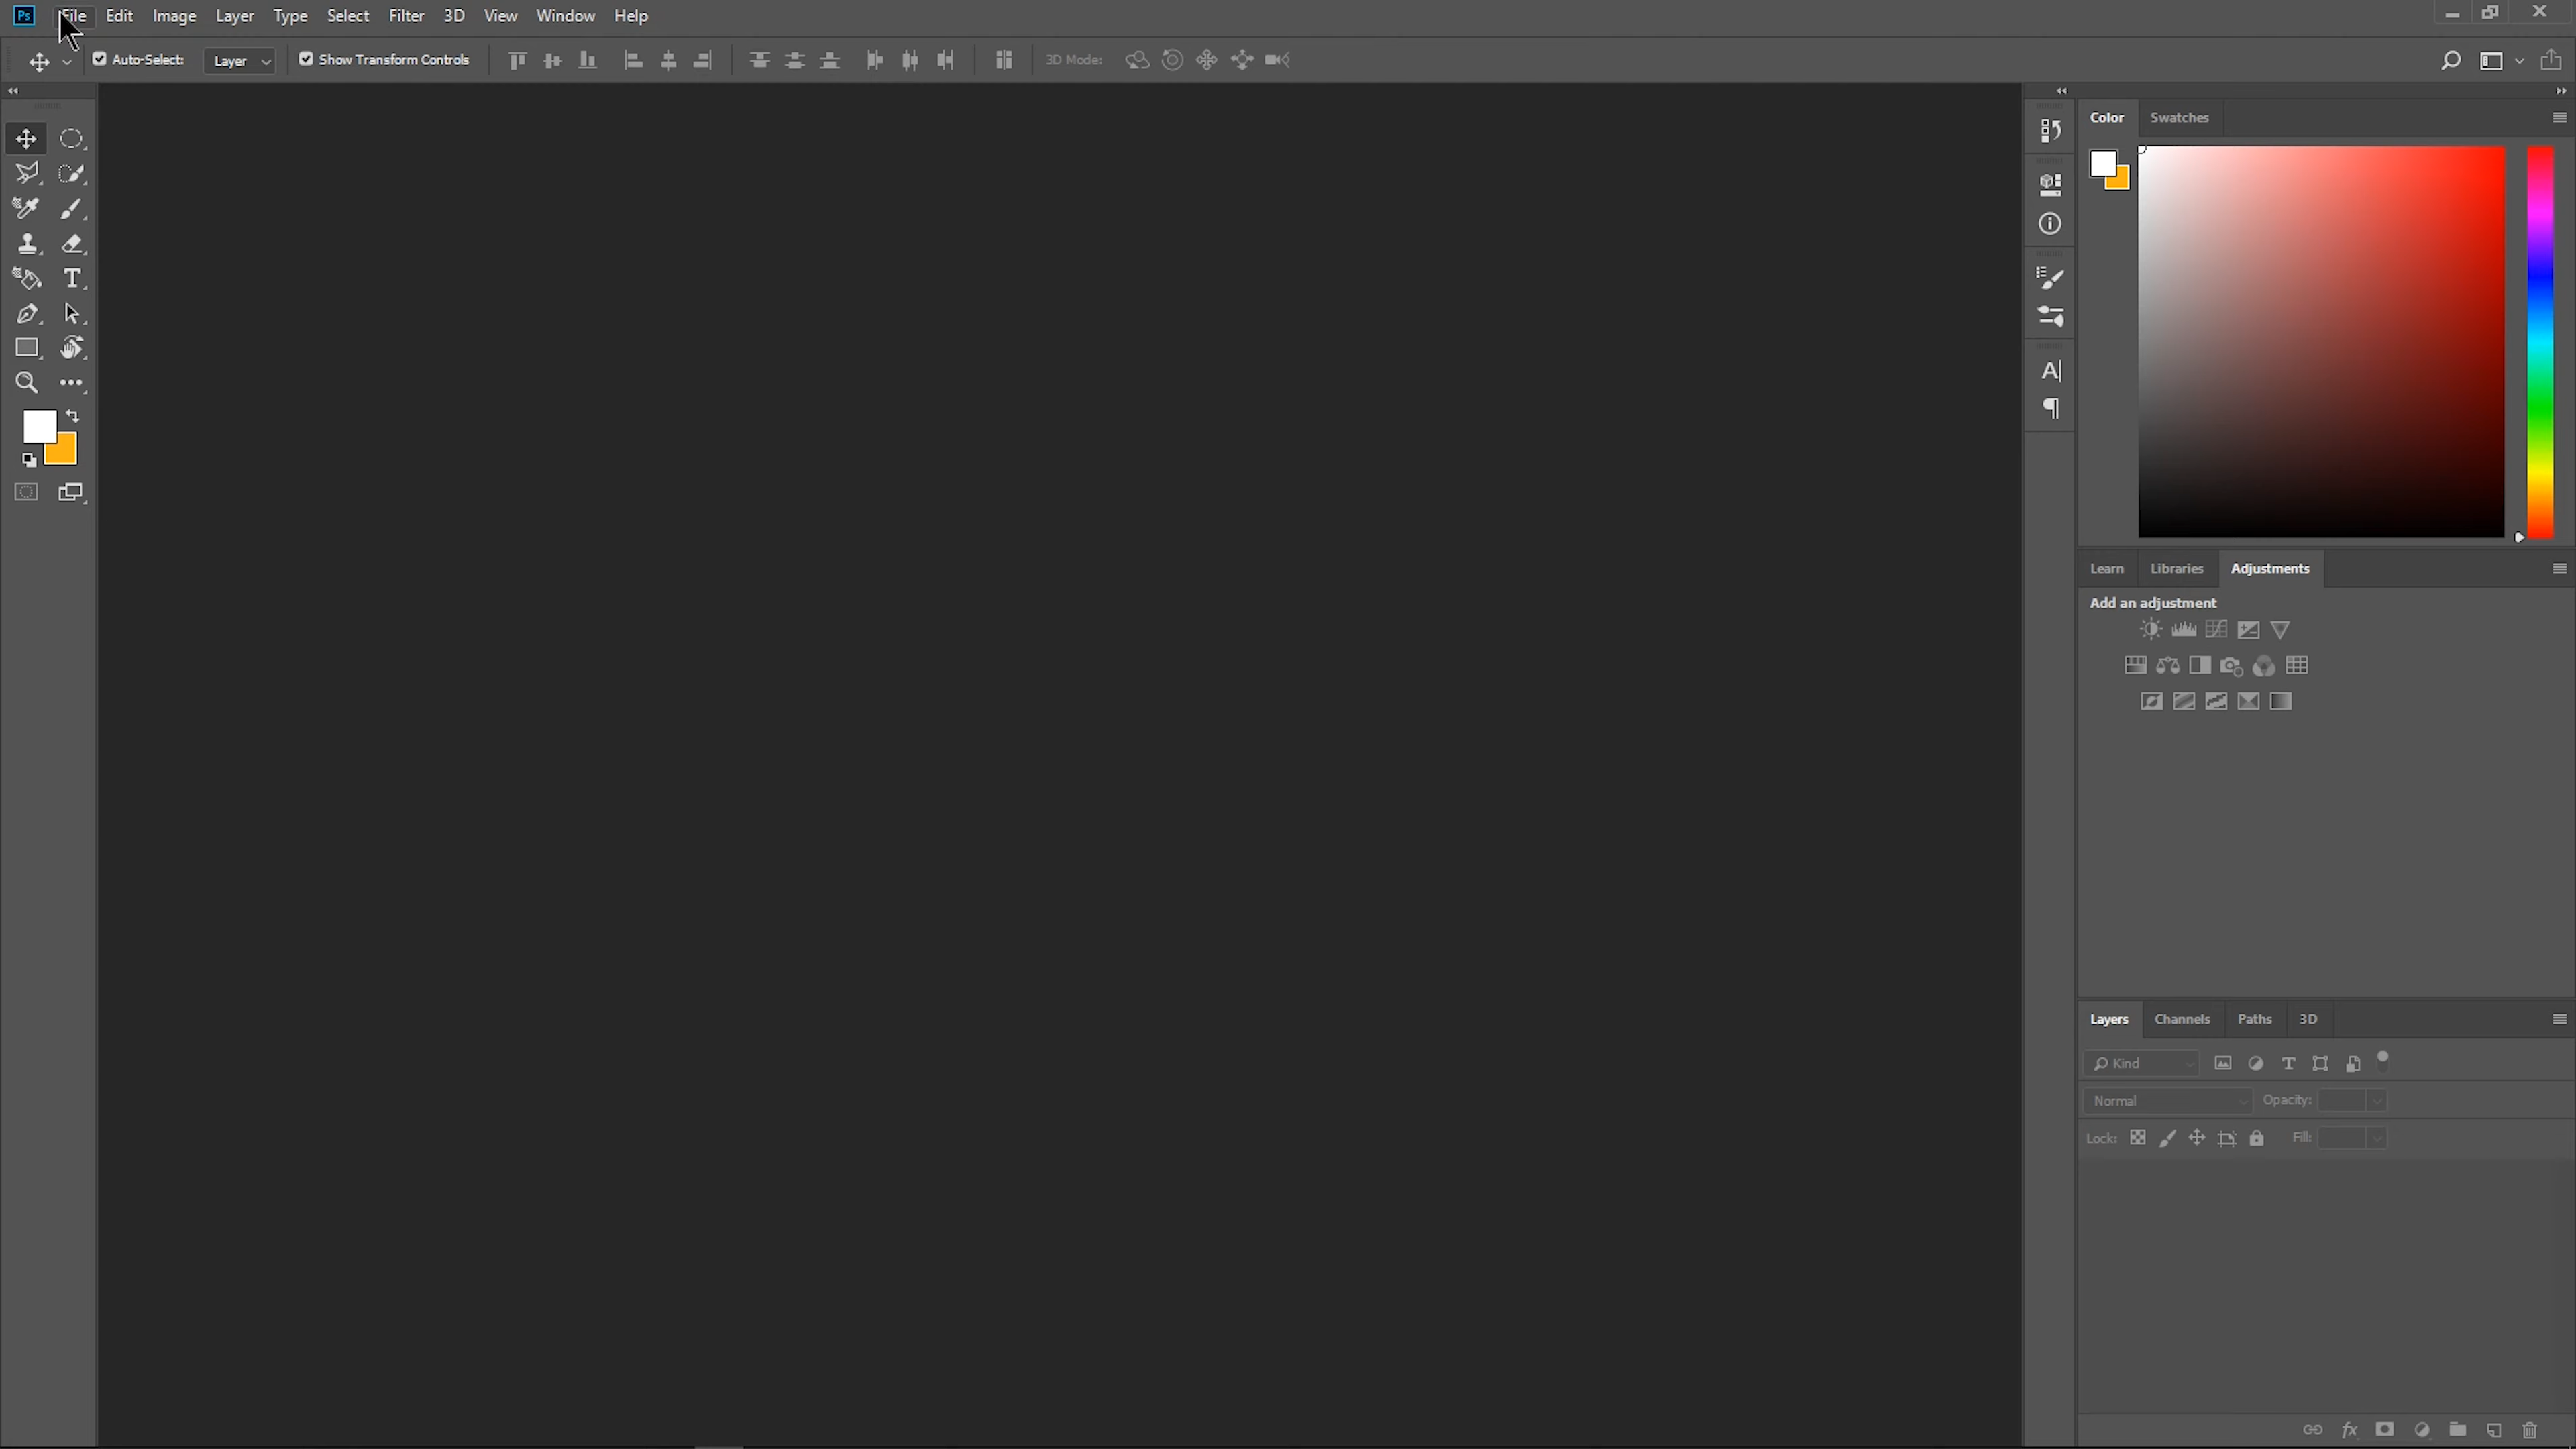 Ps File Edit Image Layer Type Select Filter 3D View Window Help
Auto-Select: Layer Show Transform Controls 3D Mode:
Color Swatches
Learn Libraries Adjustments
Add an adjustment
Layers Channels Paths 3D
Kind
Normal Opacity:
Lock: Fill: